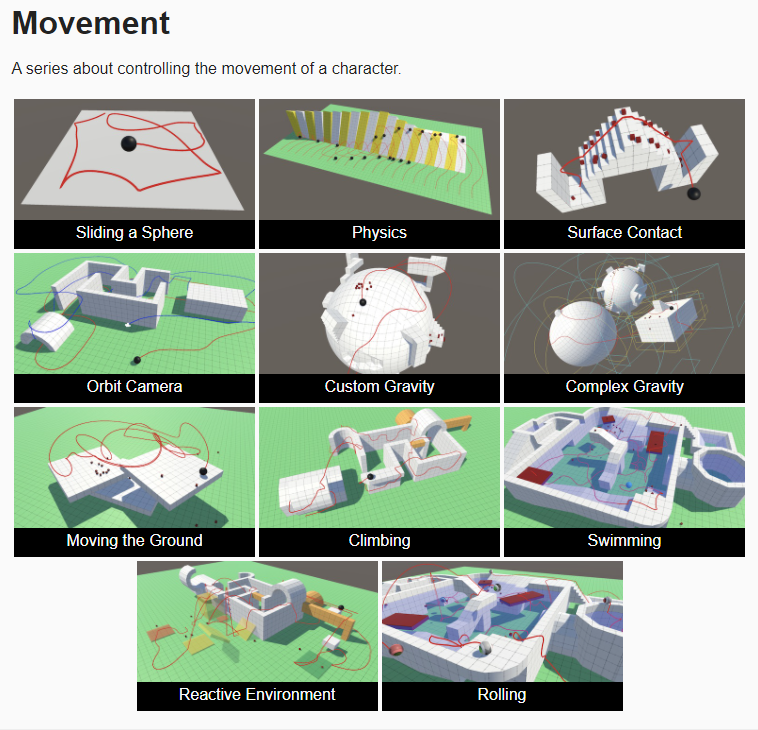 Movement
A series about controlling the movement of a character.
Sliding a Sphere
Physics
Surface Contact
Orbit Camera
Custom Gravity
Complex Gravity
Moving the Ground
Climbing
Swimming
Reactive Environment
Rolling